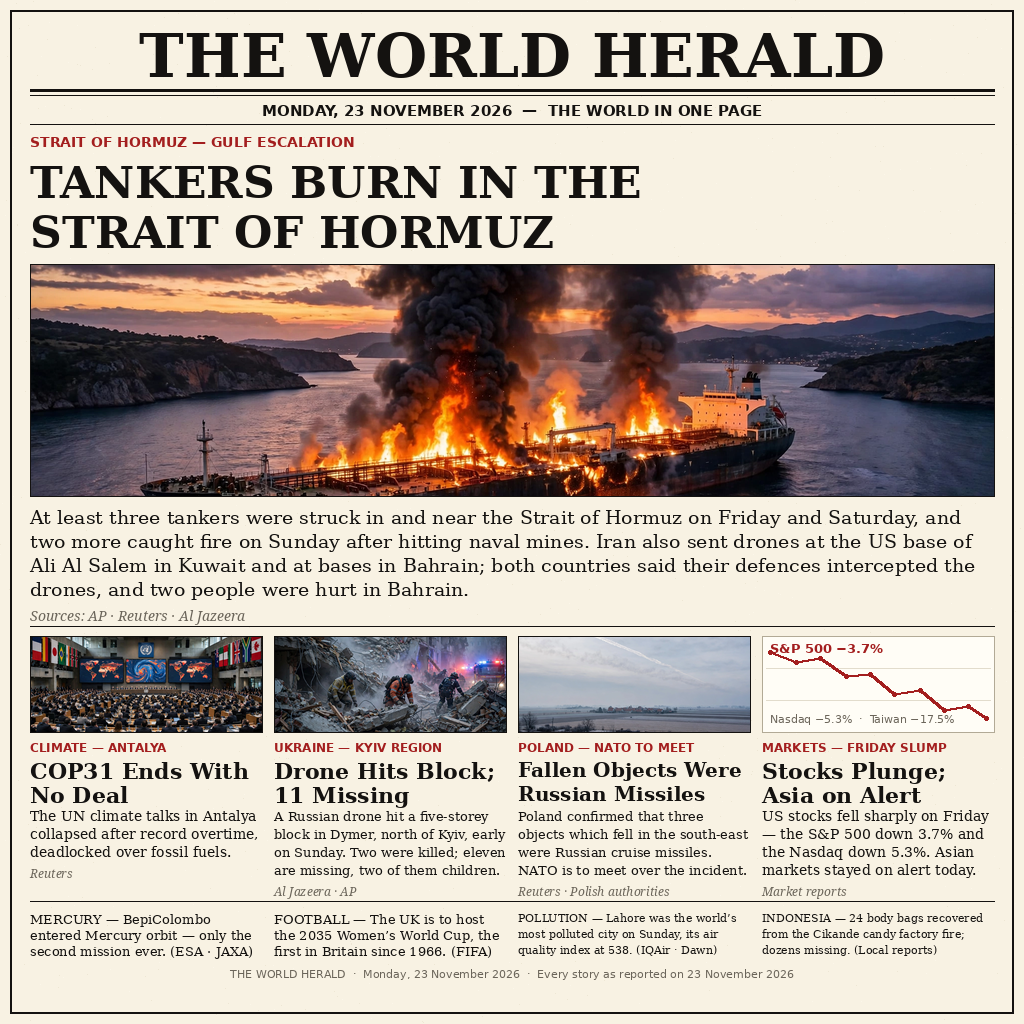 THE WORLD HERALD
MONDAY, 23 NOVEMBER 2026 — THE WORLD IN ONE PAGE
STRAIT OF HORMUZ — GULF ESCALATION
TANKERS BURN IN THE
STRAIT OF HORMUZ
At least three tankers were struck in and near the Strait of Hormuz on Friday and Saturday, and
two more caught fire on Sunday after hitting naval mines. Iran also sent drones at the US base of
Ali Al Salem in Kuwait and at bases in Bahrain; both countries said their defences intercepted the
drones, and two people were hurt in Bahrain.
Sources: AP · Reuters · Al Jazeera
CLIMATE — ANTALYA
COP31 Ends With
No Deal
The UN climate talks in Antalya
collapsed after record overtime,
deadlocked over fossil fuels.
Reuters
UKRAINE — KYIV REGION
Drone Hits Block;
11 Missing
A Russian drone hit a five-storey
block in Dymer, north of Kyiv, early
on Sunday. Two were killed; eleven
are missing, two of them children.
Al Jazeera · AP
POLAND — NATO TO MEET
Fallen Objects Were
Russian Missiles
Poland confirmed that three
objects which fell in the south-east
were Russian cruise missiles.
NATO is to meet over the incident.
Reuters · Polish authorities
S&P 500 −3.7%
Nasdaq −5.3% · Taiwan −17.5%
MARKETS — FRIDAY SLUMP
Stocks Plunge;
Asia on Alert
US stocks fell sharply on Friday
— the S&P 500 down 3.7% and
the Nasdaq down 5.3%. Asian
markets stayed on alert today.
Market reports
MERCURY — BepiColombo
entered Mercury orbit — only the
second mission ever. (ESA · JAXA)
FOOTBALL — The UK is to host
the 2035 Women’s World Cup, the
first in Britain since 1966. (FIFA)
POLLUTION — Lahore was the world’s
most polluted city on Sunday, its air
quality index at 538. (IQAir · Dawn)
INDONESIA — 24 body bags recovered
from the Cikande candy factory fire;
dozens missing. (Local reports)
THE WORLD HERALD · Monday, 23 November 2026 · Every story as reported on 23 November 2026